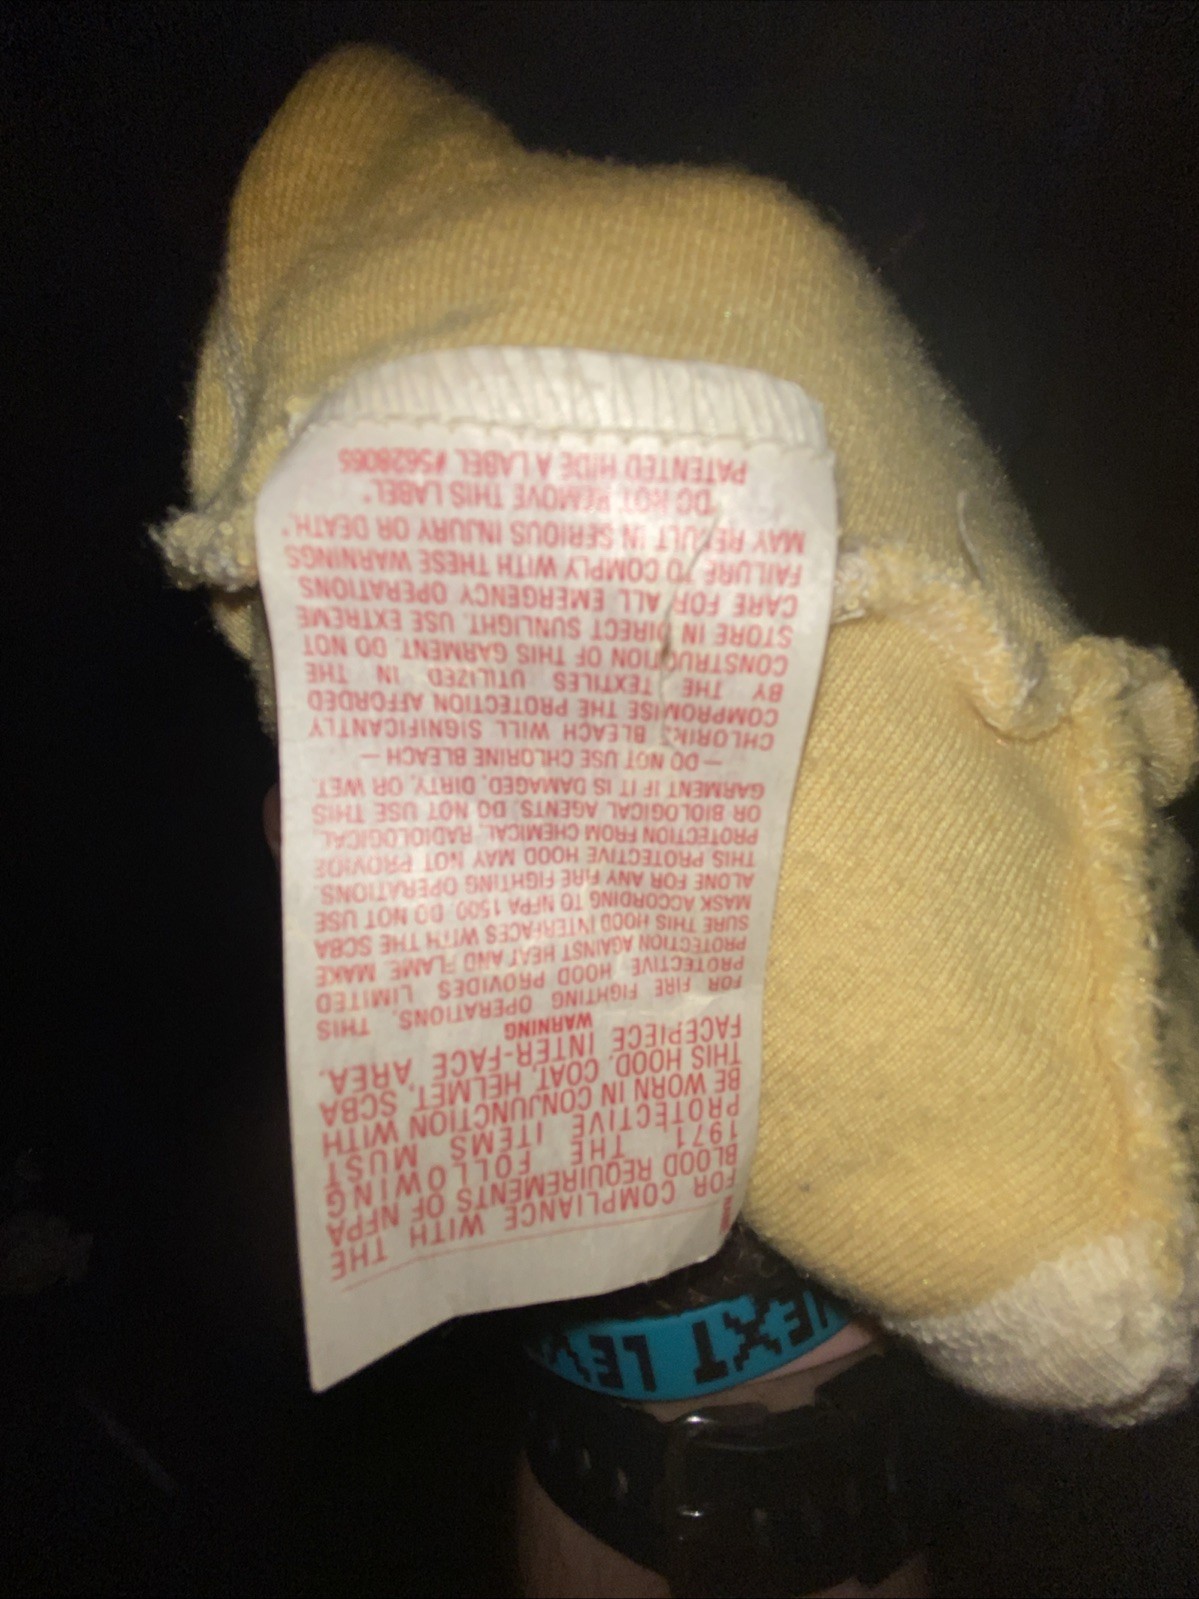 FOR COMPLIANCE WITH THE
BLOOD REQUIREMENTS OF NFPA
1971 THE FOLLOWING
PROTECTIVE ITEMS MUST
BE WORN IN CONJUNCTION WITH
THIS HOOD, COAT, HELMET, SCBA
FACEPIECE INTER-FACE AREA.
WARNING
FOR FIRE FIGHTING OPERATIONS. THIS
PROTECTIVE HOOD PROVIDES LIMITED
PROTECTION AGAINST HEAT AND FLAME. MAKE
SURE THIS HOOD INTERFACES WITH THE SCBA
MASK ACCORDING TO NFPA 1500. DO NOT USE
ALONE FOR ANY FIRE FIGHTING OPERATIONS.
THIS PROTECTIVE HOOD MAY NOT PROVIDE
PROTECTION FROM CHEMICAL, RADIOLOGICAL
OR BIOLOGICAL AGENTS. DO NOT USE THIS
GARMENT IF IT IS DAMAGED, DIRTY, OR WET.
— DO NOT USE CHLORINE BLEACH —
BLEACH WILL SIGNIFICANTLY
COMPROMISE THE PROTECTION AFFORDED
BY THE TEXTILES UTILIZED IN THE
CONSTRUCTION OF THIS GARMENT. DO NOT
STORE IN DIRECT SUNLIGHT. USE EXTREME
CARE FOR ALL EMERGENCY OPERATIONS
FAILURE TO COMPLY WITH THESE WARNINGS
MAY RESULT IN SERIOUS INJURY OR DEATH."
DO NOT REMOVE THIS LABEL"
PATENTED HIDE A LABEL #5628065
NEXT LEV